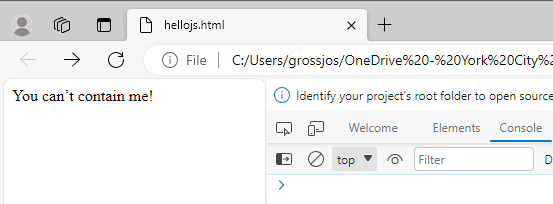 hellojs.html
File C:/Users/grossjos/OneDrive%20-%20York%20City%
You can’t contain me!
Identify your project's root folder to open source
Welcome Elements Console
top Filter D